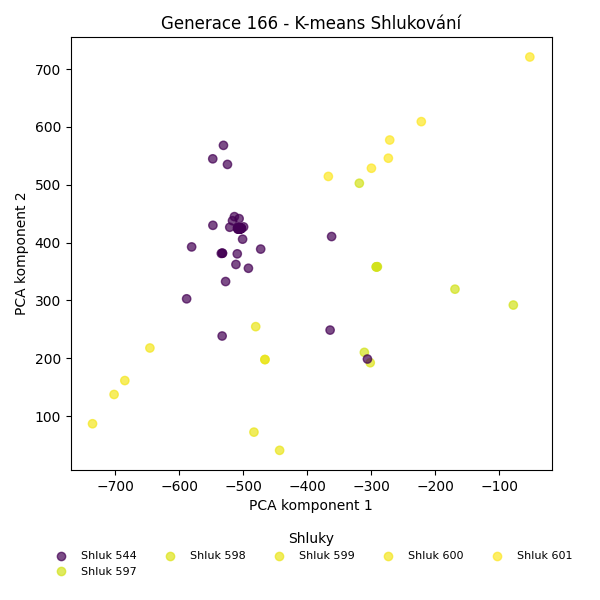 Generace 166 - K-means Shlukování
PCA komponent 2
700
600
500
400
300
200
100
−700 −600 −500 −400 −300 −200 −100
PCA komponent 1
Shluky
Shluk 544 Shluk 598 Shluk 599 Shluk 600 Shluk 601
Shluk 597